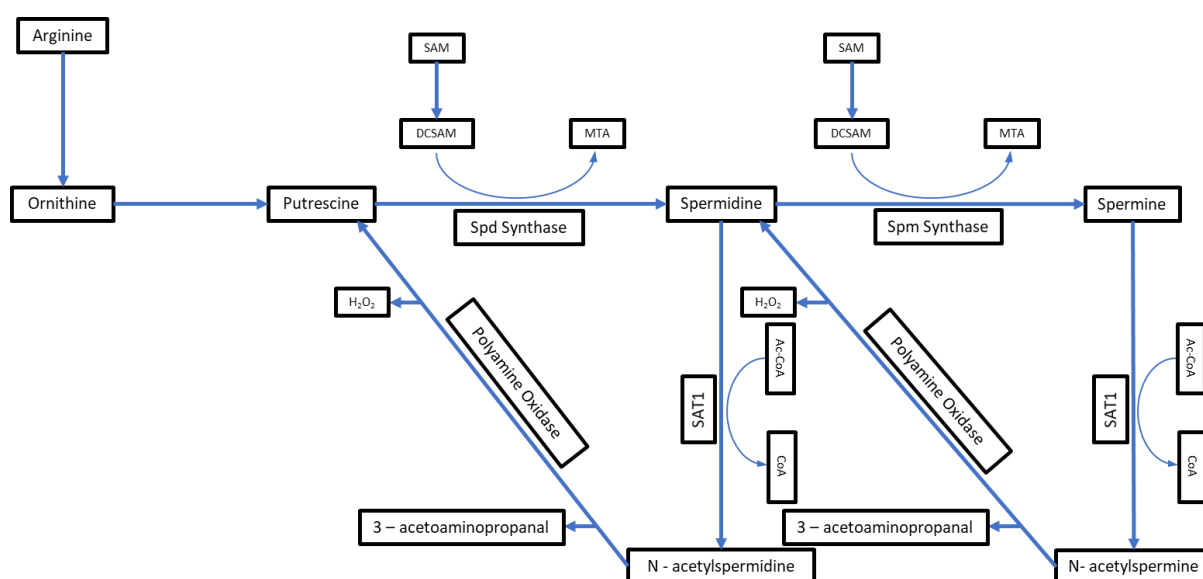 Arginine
SAM
SAM
DCSAM
MTA
DCSAM
MTA
Ornithine
Putrescine
Spermidine
Spermine
Spd Synthase
Spm Synthase
H₂O₂
H₂O₂
Polyamine Oxidase
SAT1
Ac-CoA
CoA
Polyamine Oxidase
SAT1
Ac-CoA
CoA
3 – acetoaminopropanal
3 – acetoaminopropanal
N - acetylspermidine
N- acetylspermine